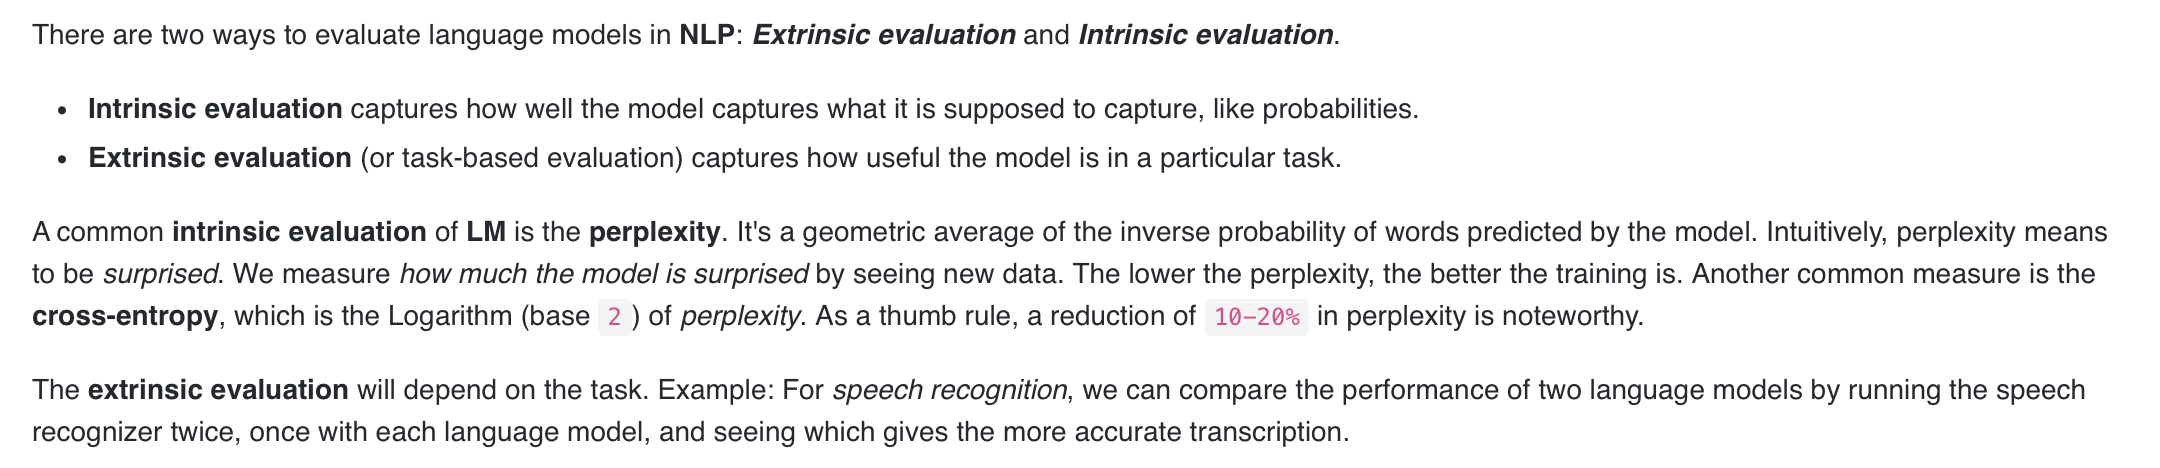 There are two ways to evaluate language models in NLP: Extrinsic evaluation and Intrinsic evaluation.
• Intrinsic evaluation captures how well the model captures what it is supposed to capture, like probabilities.
• Extrinsic evaluation (or task-based evaluation) captures how useful the model is in a particular task.
A common intrinsic evaluation of LM is the perplexity. It's a geometric average of the inverse probability of words predicted by the model. Intuitively, perplexity means
to be surprised. We measure how much the model is surprised by seeing new data. The lower the perplexity, the better the training is. Another common measure is the
cross-entropy, which is the Logarithm (base 2 ) of perplexity. As a thumb rule, a reduction of 10–20% in perplexity is noteworthy.
The extrinsic evaluation will depend on the task. Example: For speech recognition, we can compare the performance of two language models by running the speech
recognizer twice, once with each language model, and seeing which gives the more accurate transcription.